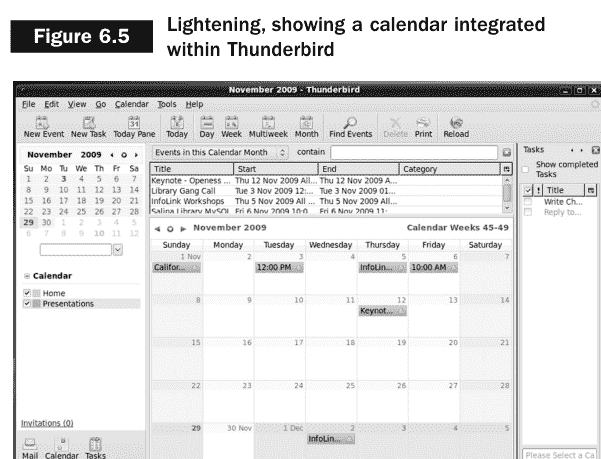 Figure 6.5
Lightening, showing a calendar integrated
within Thunderbird
November 2009 - Thunderbird
File Edit View Go Calendar Tools Help
New Event New Task Today Pane Today Day Week Multiweek Month Find Events Delete Print Reload
November 2009
Su Mo Tu We Th Fr Sa
1 2 3 4 5 6 7
8 9 10 11 12 13 14
15 16 17 18 19 20 21
22 23 24 25 26 27 28
29 30 1 2 3 4 5
6 7 8 9 10 11 12
Calendar
Home
Presentations
Invitations (0)
Mail Calendar Tasks
Events in this Calendar Month contain
Title Start End Category
Keynote - Openess ... Thu 12 Nov 2009 All... Thu 12 Nov 2009 A...
Library Gang Call Tue 3 Nov 2009 12:... Tue 3 Nov 2009 01...
InfoLink Workshops Thu 5 Nov 2009 All ... Thu 5 Nov 2009 All...
Salina Library MySQL Fri 6 Nov 2009 10:0... Fri 6 Nov 2009 11:...
November 2009 Calendar Weeks 45-49
Sunday Monday Tuesday Wednesday Thursday Friday Saturday
1 Nov 2 3 4 5 6 7
Califor... 12:00 PM InfoLin... 10:00 AM
8 9 10 11 12 13 14
Keynot...
15 16 17 18 19 20 21
22 23 24 25 26 27 28
29 30 Nov 1 Dec 2 3 4 5
InfoLin...
Tasks
Show completed
Tasks
! Title
Write Ch...
Reply to...
Please Select a Ca